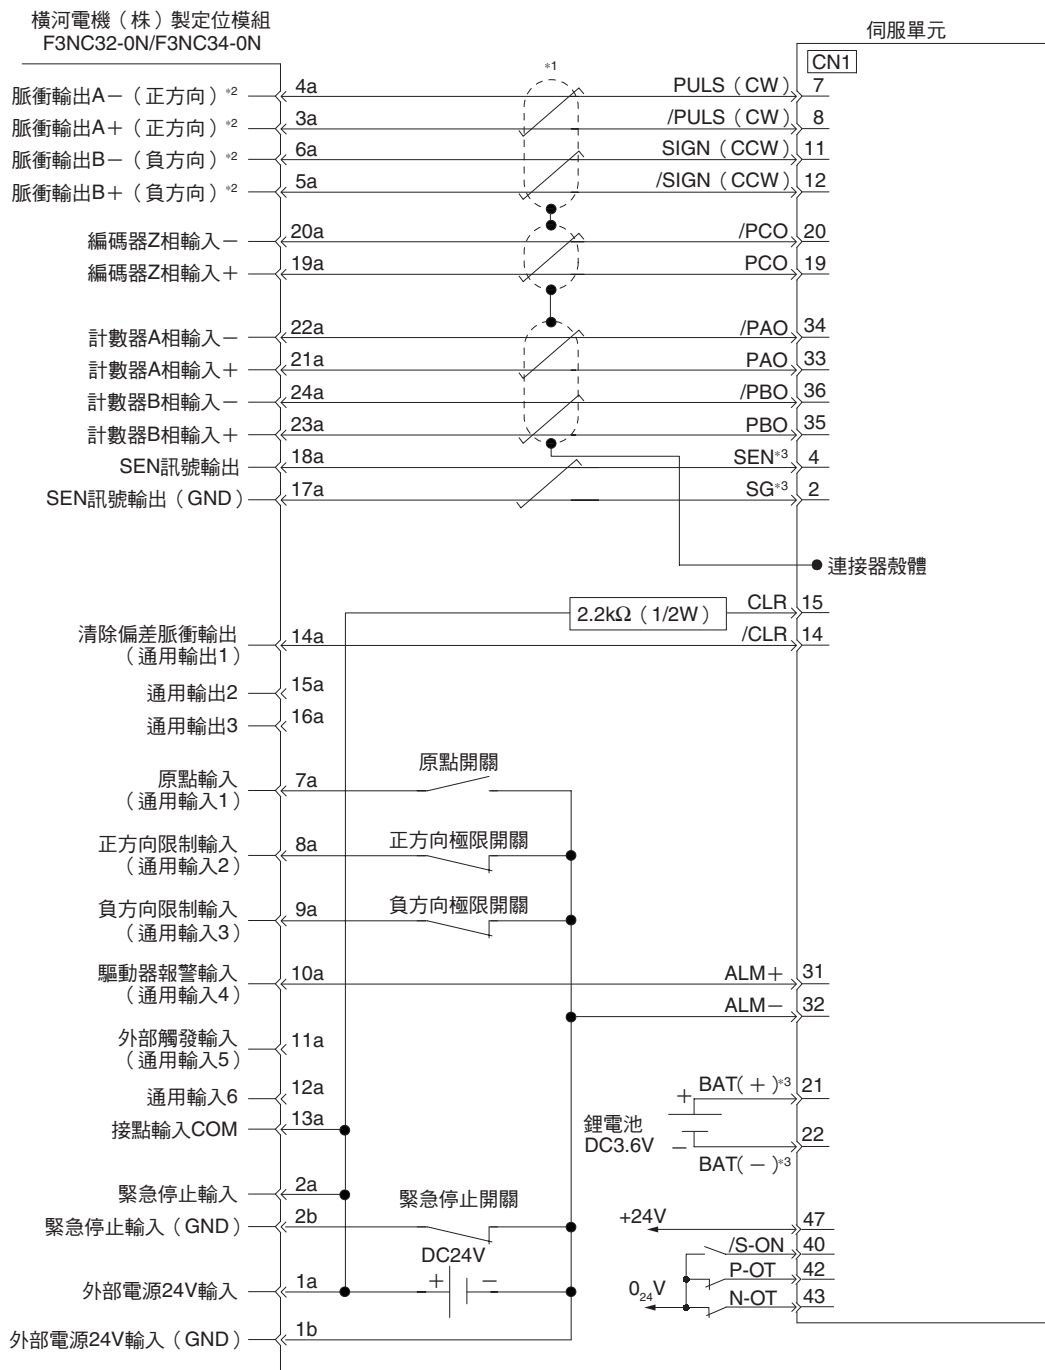 橫河電機（株）製定位模組
F3NC32-0N/F3NC34-0N
伺服單元
CN1
*1
脈衝輸出A－（正方向）*2 4a PULS（CW） 7
脈衝輸出A＋（正方向）*2 3a /PULS（CW） 8
脈衝輸出B－（負方向）*2 6a SIGN（CCW） 11
脈衝輸出B＋（負方向）*2 5a /SIGN（CCW） 12
編碼器Z相輸入－ 20a /PCO 20
編碼器Z相輸入＋ 19a PCO 19
計數器A相輸入－ 22a /PAO 34
計數器A相輸入＋ 21a PAO 33
計數器B相輸入－ 24a /PBO 36
計數器B相輸入＋ 23a PBO 35
SEN訊號輸出 18a SEN*3 4
SEN訊號輸出（GND） 17a SG*3 2
連接器殼體
2.2kΩ（1/2W） CLR 15
清除偏差脈衝輸出
（通用輸出1） 14a /CLR 14
通用輸出2 15a
通用輸出3 16a
原點輸入
（通用輸入1） 7a 原點開關
正方向限制輸入
（通用輸入2） 8a 正方向極限開關
負方向限制輸入
（通用輸入3） 9a 負方向極限開關
驅動器報警輸入
（通用輸入4） 10a ALM＋ 31
ALM－ 32
外部觸發輸入
（通用輸入5） 11a
通用輸入6 12a
接點輸入COM 13a
＋ BAT(＋)*3 21
鋰電池
DC3.6V － 22
BAT(－)*3
緊急停止輸入 2a
緊急停止輸入（GND） 2b 緊急停止開關
+24V 47
/S-ON 40
P-OT 42
0₂₄V N-OT 43
DC24V
外部電源24V輸入 1a ＋ －
外部電源24V輸入（GND） 1b